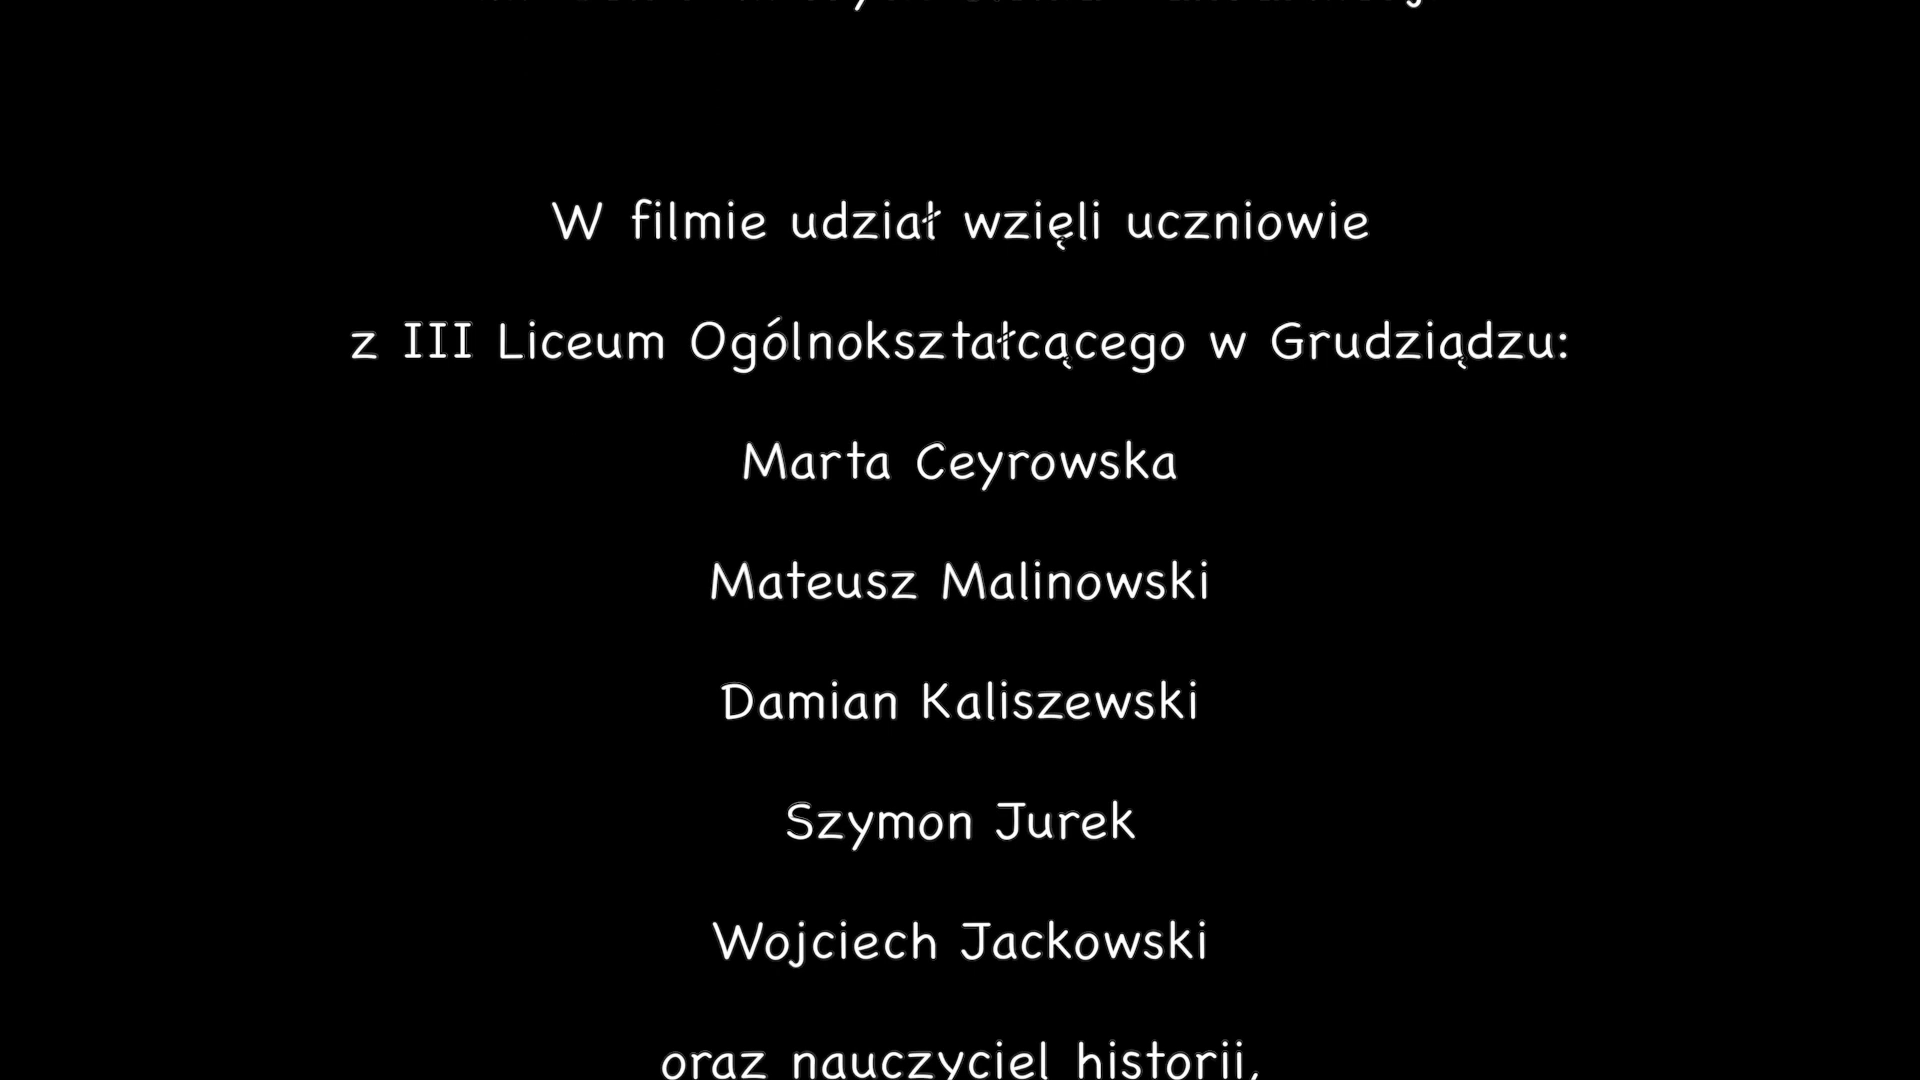 W filmie udział wzięli uczniowie
z III Liceum Ogólnokształcącego w Grudziądzu:
Marta Ceyrowska
Mateusz Malinowski
Damian Kaliszewski
Szymon Jurek
Wojciech Jackowski
oraz nauczyciel historii,